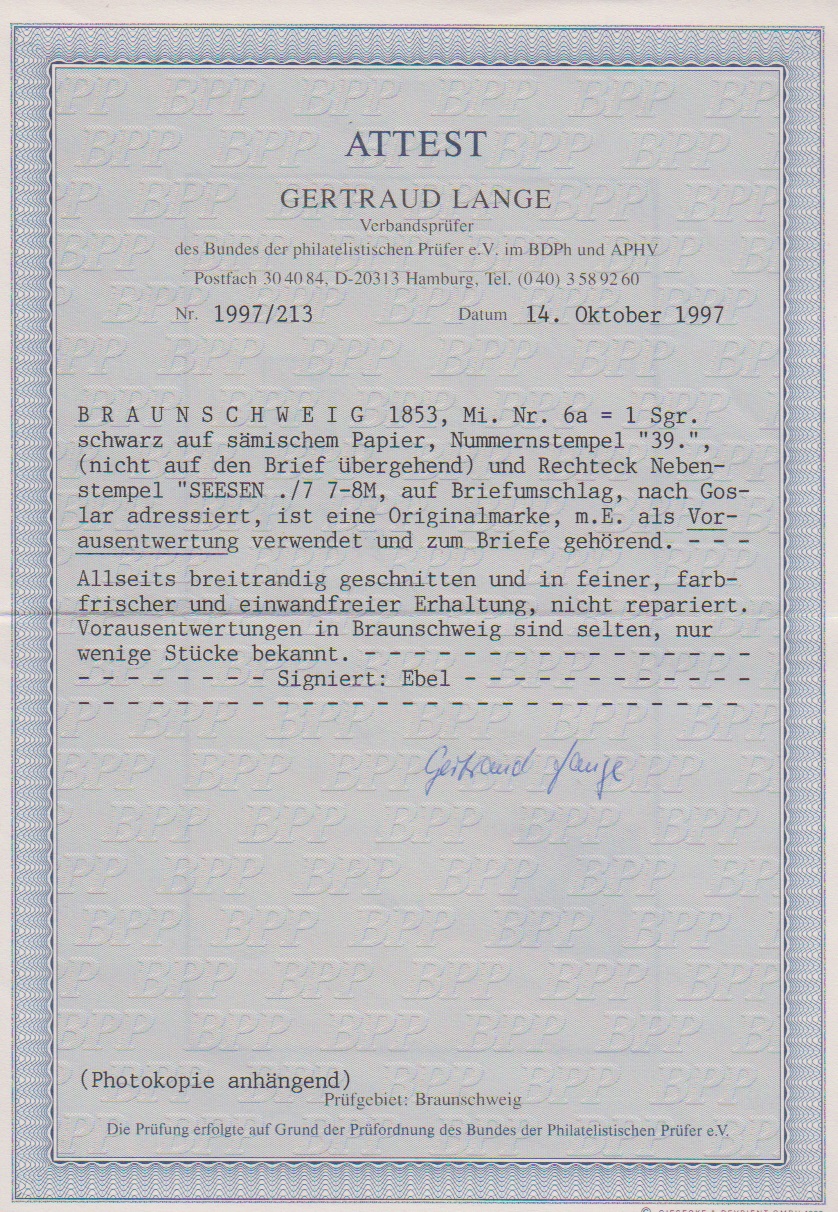 ATTEST
GERTRAUD LANGE
Verbandsprüfer
des Bundes der philatelistischen Prüfer e.V. im BDPh und APHV
Postfach 30 40 84, D-20313 Hamburg, Tel. (0 40) 3 58 92 60
Nr. 1997/213 Datum 14. Oktober 1997
B R A U N S C H W E I G 1853, Mi. Nr. 6a = 1 Sgr.
schwarz auf sämischem Papier, Nummernstempel "39.",
(nicht auf den Brief übergehend) und Rechteck Neben-
stempel "SEESEN ./7 7-8M, auf Briefumschlag, nach Gos-
lar adressiert, ist eine Originalmarke, m.E. als Vor-
ausentwertung verwendet und zum Briefe gehörend. - - -
Allseits breitrandig geschnitten und in feiner, farb-
frischer und einwandfreier Erhaltung, nicht repariert.
Vorausentwertungen in Braunschweig sind selten, nur
wenige Stücke bekannt. - - - - - - - - - - - - - - - -
- - - - - - - - Signiert: Ebel - - - - - - - - - - - -
- - - - - - - - - - - - - - - - - - - - - - - - - - -
Gertraud Lange
(Photokopie anhängend)
Prüfgebiet: Braunschweig
Die Prüfung erfolgte auf Grund der Prüfordnung des Bundes der Philatelistischen Prüfer e.V.